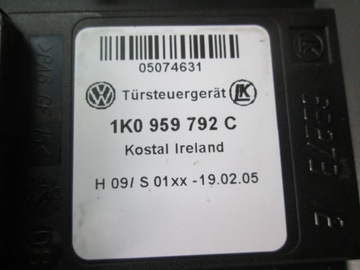 05074631
Türsteuergerät
1K0 959 792 C
Kostal Ireland
H 09/ S 01xx -19.02.05